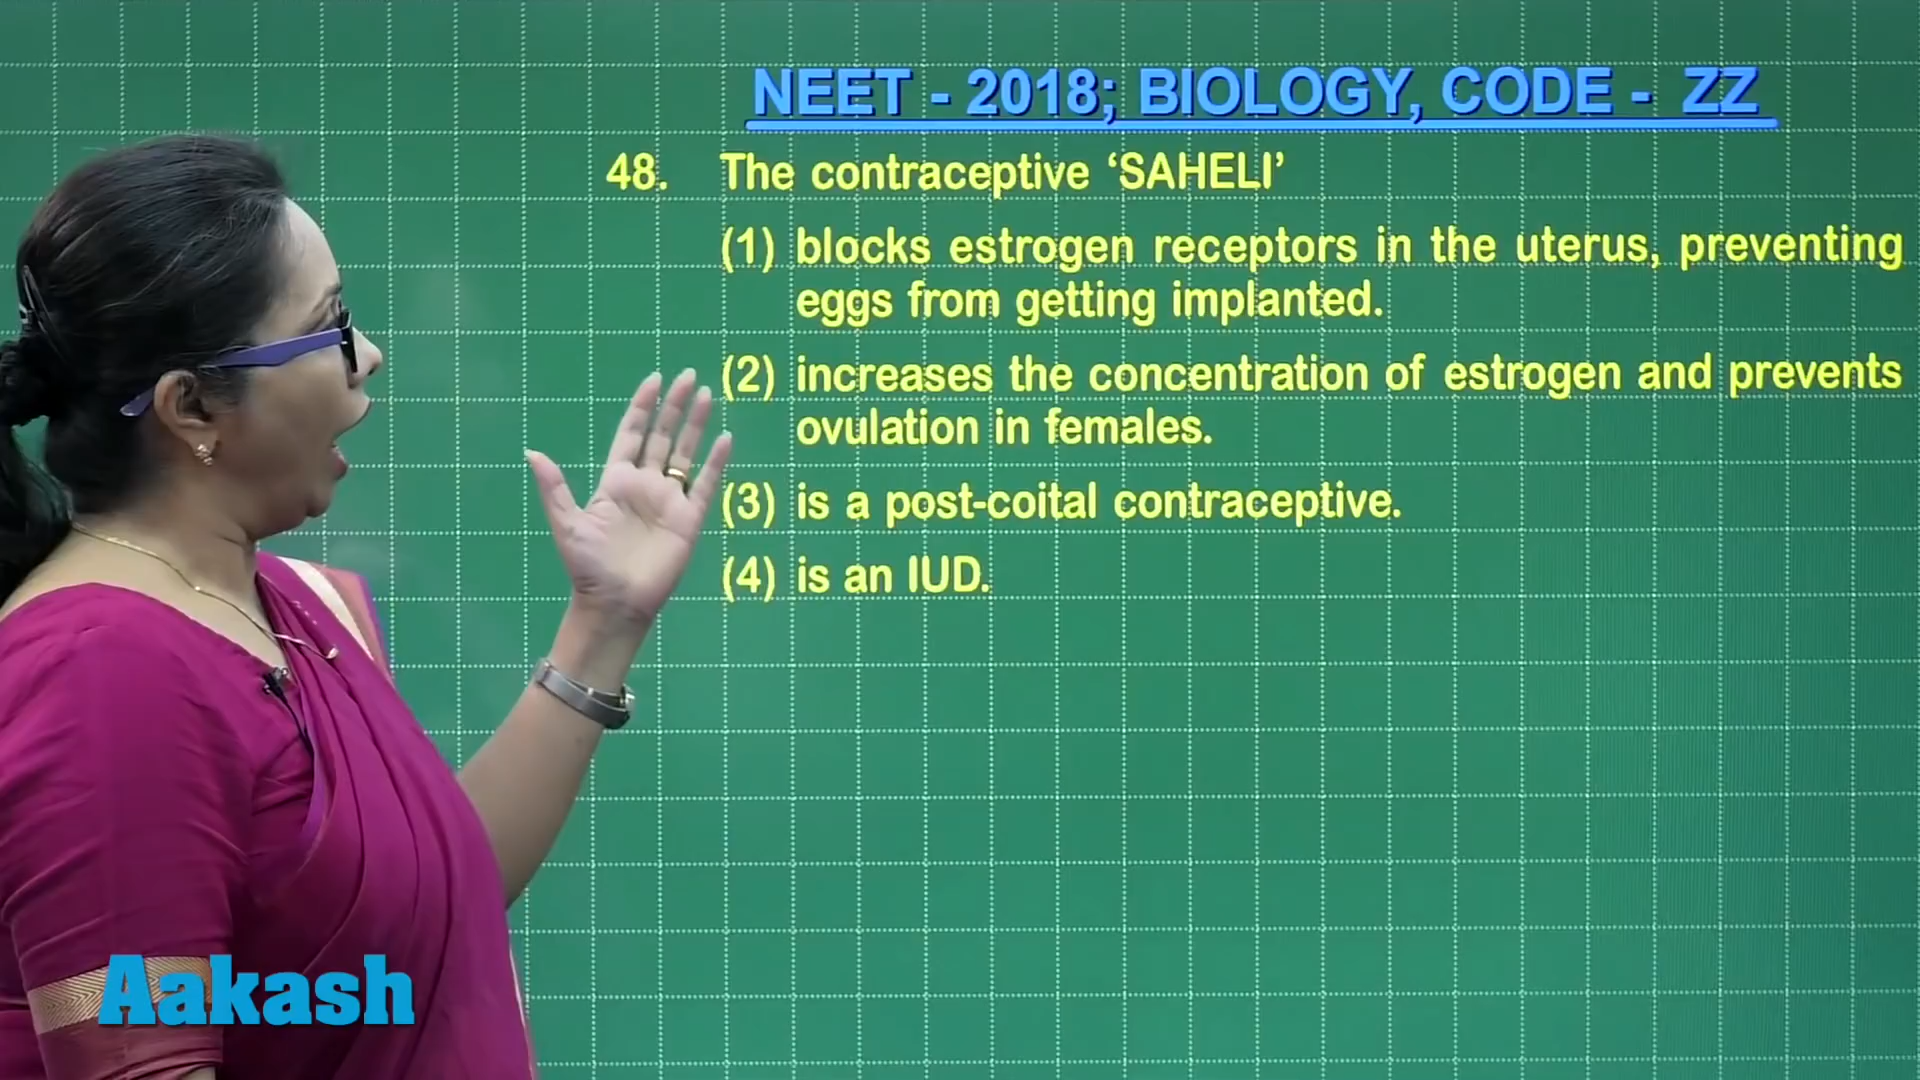 NEET - 2018; BIOLOGY, CODE - ZZ
48. The contraceptive ‘SAHELI’
(1) blocks estrogen receptors in the uterus, preventing
eggs from getting implanted.
(2) increases the concentration of estrogen and prevents
ovulation in females.
(3) is a post-coital contraceptive.
(4) is an IUD.
Aakash